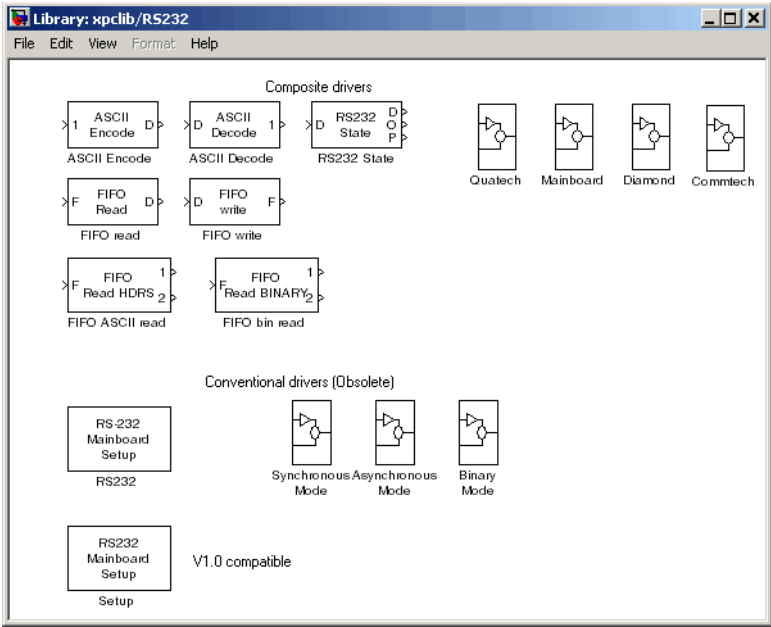 Library: xpclib/RS232
File Edit View Format Help
Composite drivers
>1 ASCII Encode D>
ASCII Encode
>D ASCII Decode 1>
ASCII Decode
>D RS232 State D> O> P>
RS232 State
Quatech
Mainboard
Diamond
Commtech
>F FIFO Read D>
FIFO read
>D FIFO write F>
FIFO write
>F FIFO Read HDRS 1> 2>
FIFO ASCII read
>F FIFO Read BINARY 1> 2>
FIFO bin read
Conventional drivers (Obsolete)
RS-232
Mainboard
Setup
RS232
Synchronous
Mode
Asynchronous
Mode
Binary
Mode
RS232
Mainboard
Setup
Setup
V1.0 compatible